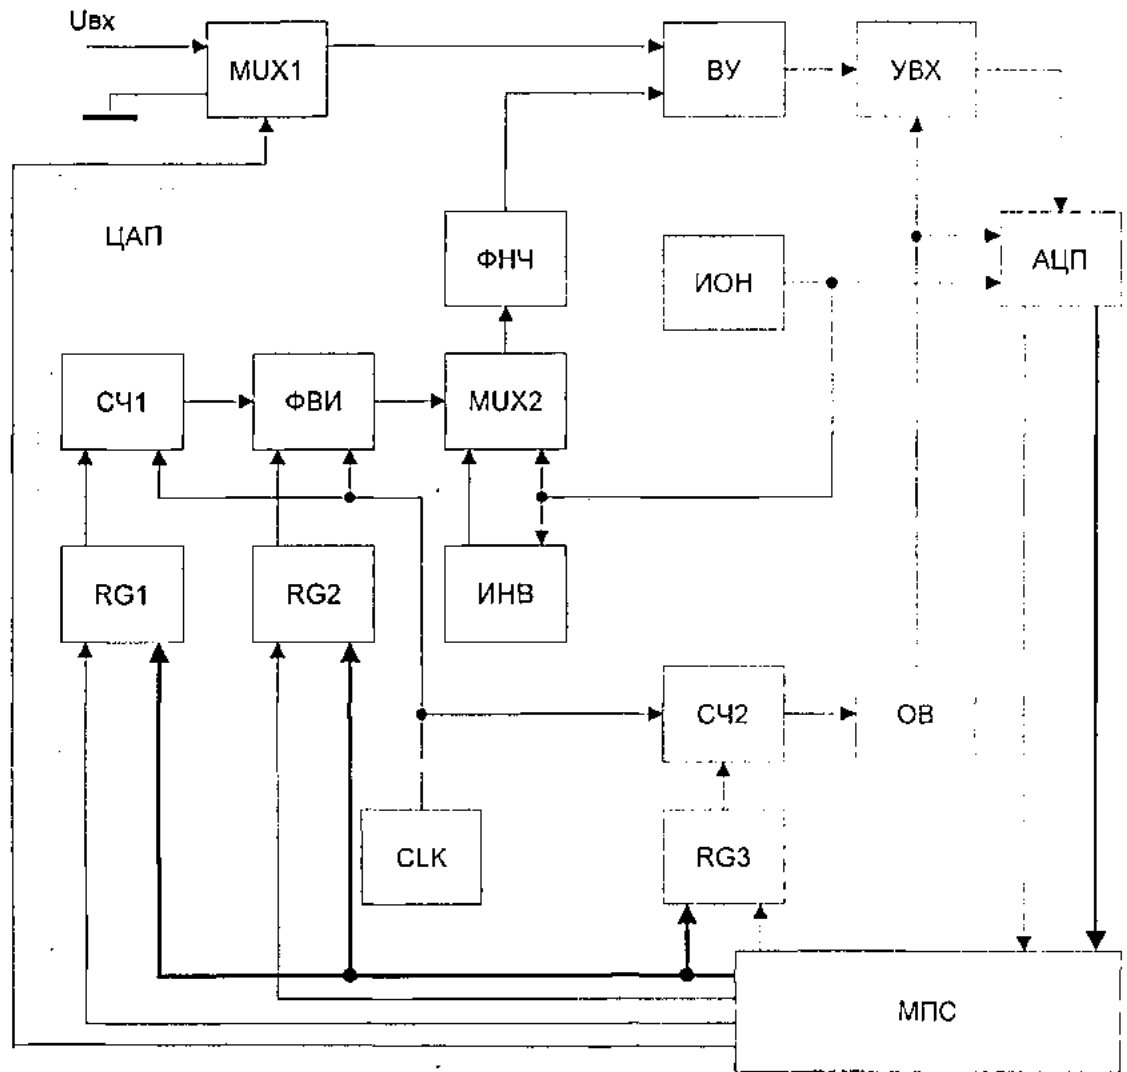 Uвх
MUX1
ВУ
УВХ
ЦАП
ФНЧ
ИОН
АЦП
СЧ1
ФВИ
MUX2
RG1
RG2
ИНВ
СЧ2
ОВ
CLK
RG3
МПС